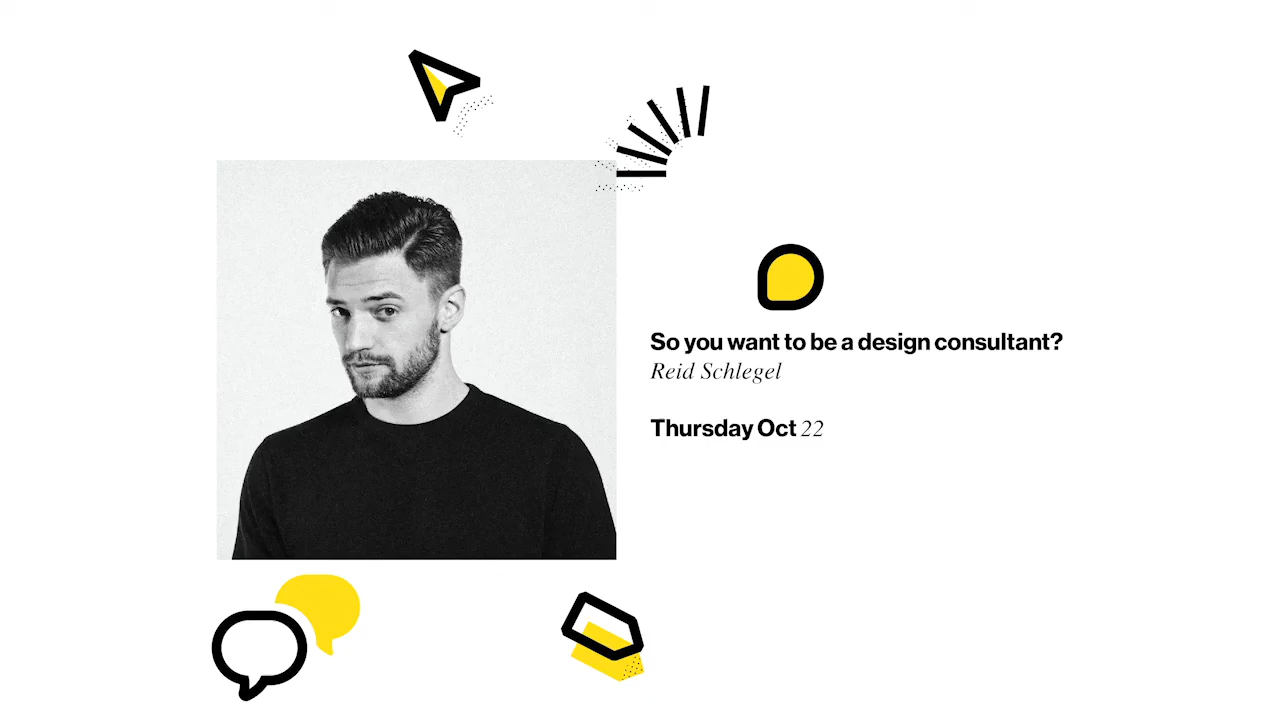 So you want to be a design consultant?
Reid Schlegel
Thursday Oct 22